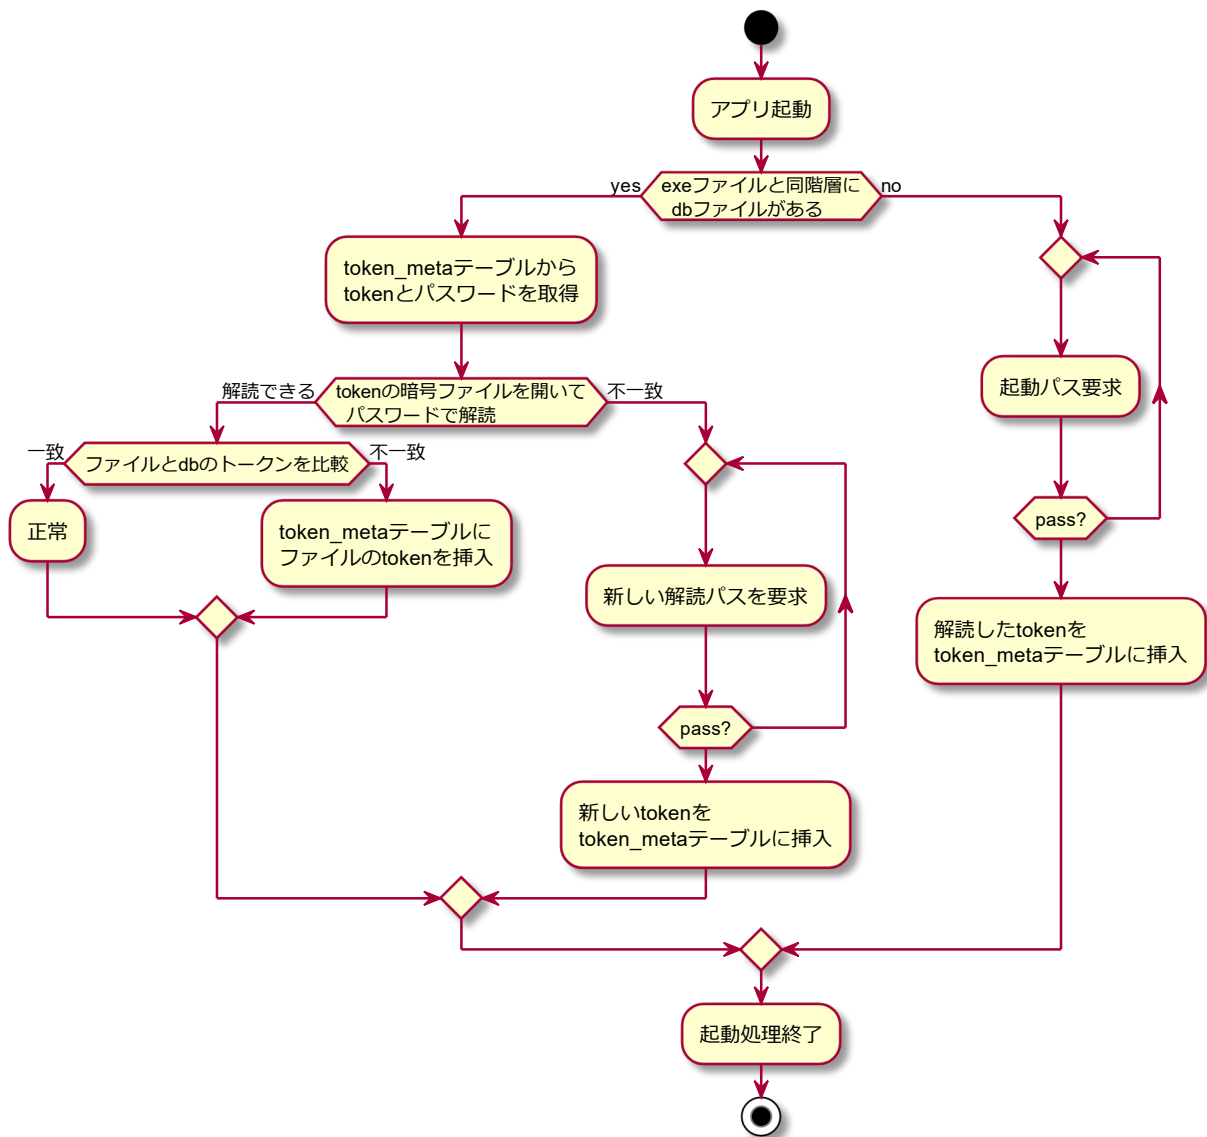 アプリ起動
yes
exeファイルと同階層に
dbファイルがある
no
token_metaテーブルから
tokenとパスワードを取得
解読できる
tokenの暗号ファイルを開いて
パスワードで解読
不一致
一致
ファイルとdbのトークンを比較
不一致
正常
token_metaテーブルに
ファイルのtokenを挿入
新しい解読パスを要求
pass?
新しいtokenを
token_metaテーブルに挿入
起動パス要求
pass?
解読したtokenを
token_metaテーブルに挿入
起動処理終了